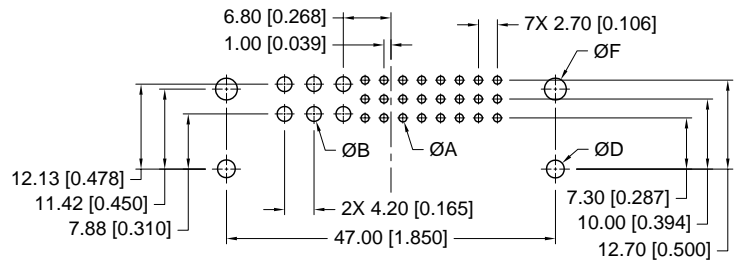 6.80 [0.268]
1.00 [0.039]
7X 2.70 [0.106]
ØF
ØB
ØA
ØD
12.13 [0.478]
11.42 [0.450]
7.88 [0.310]
2X 4.20 [0.165]
47.00 [1.850]
7.30 [0.287]
10.00 [0.394]
12.70 [0.500]